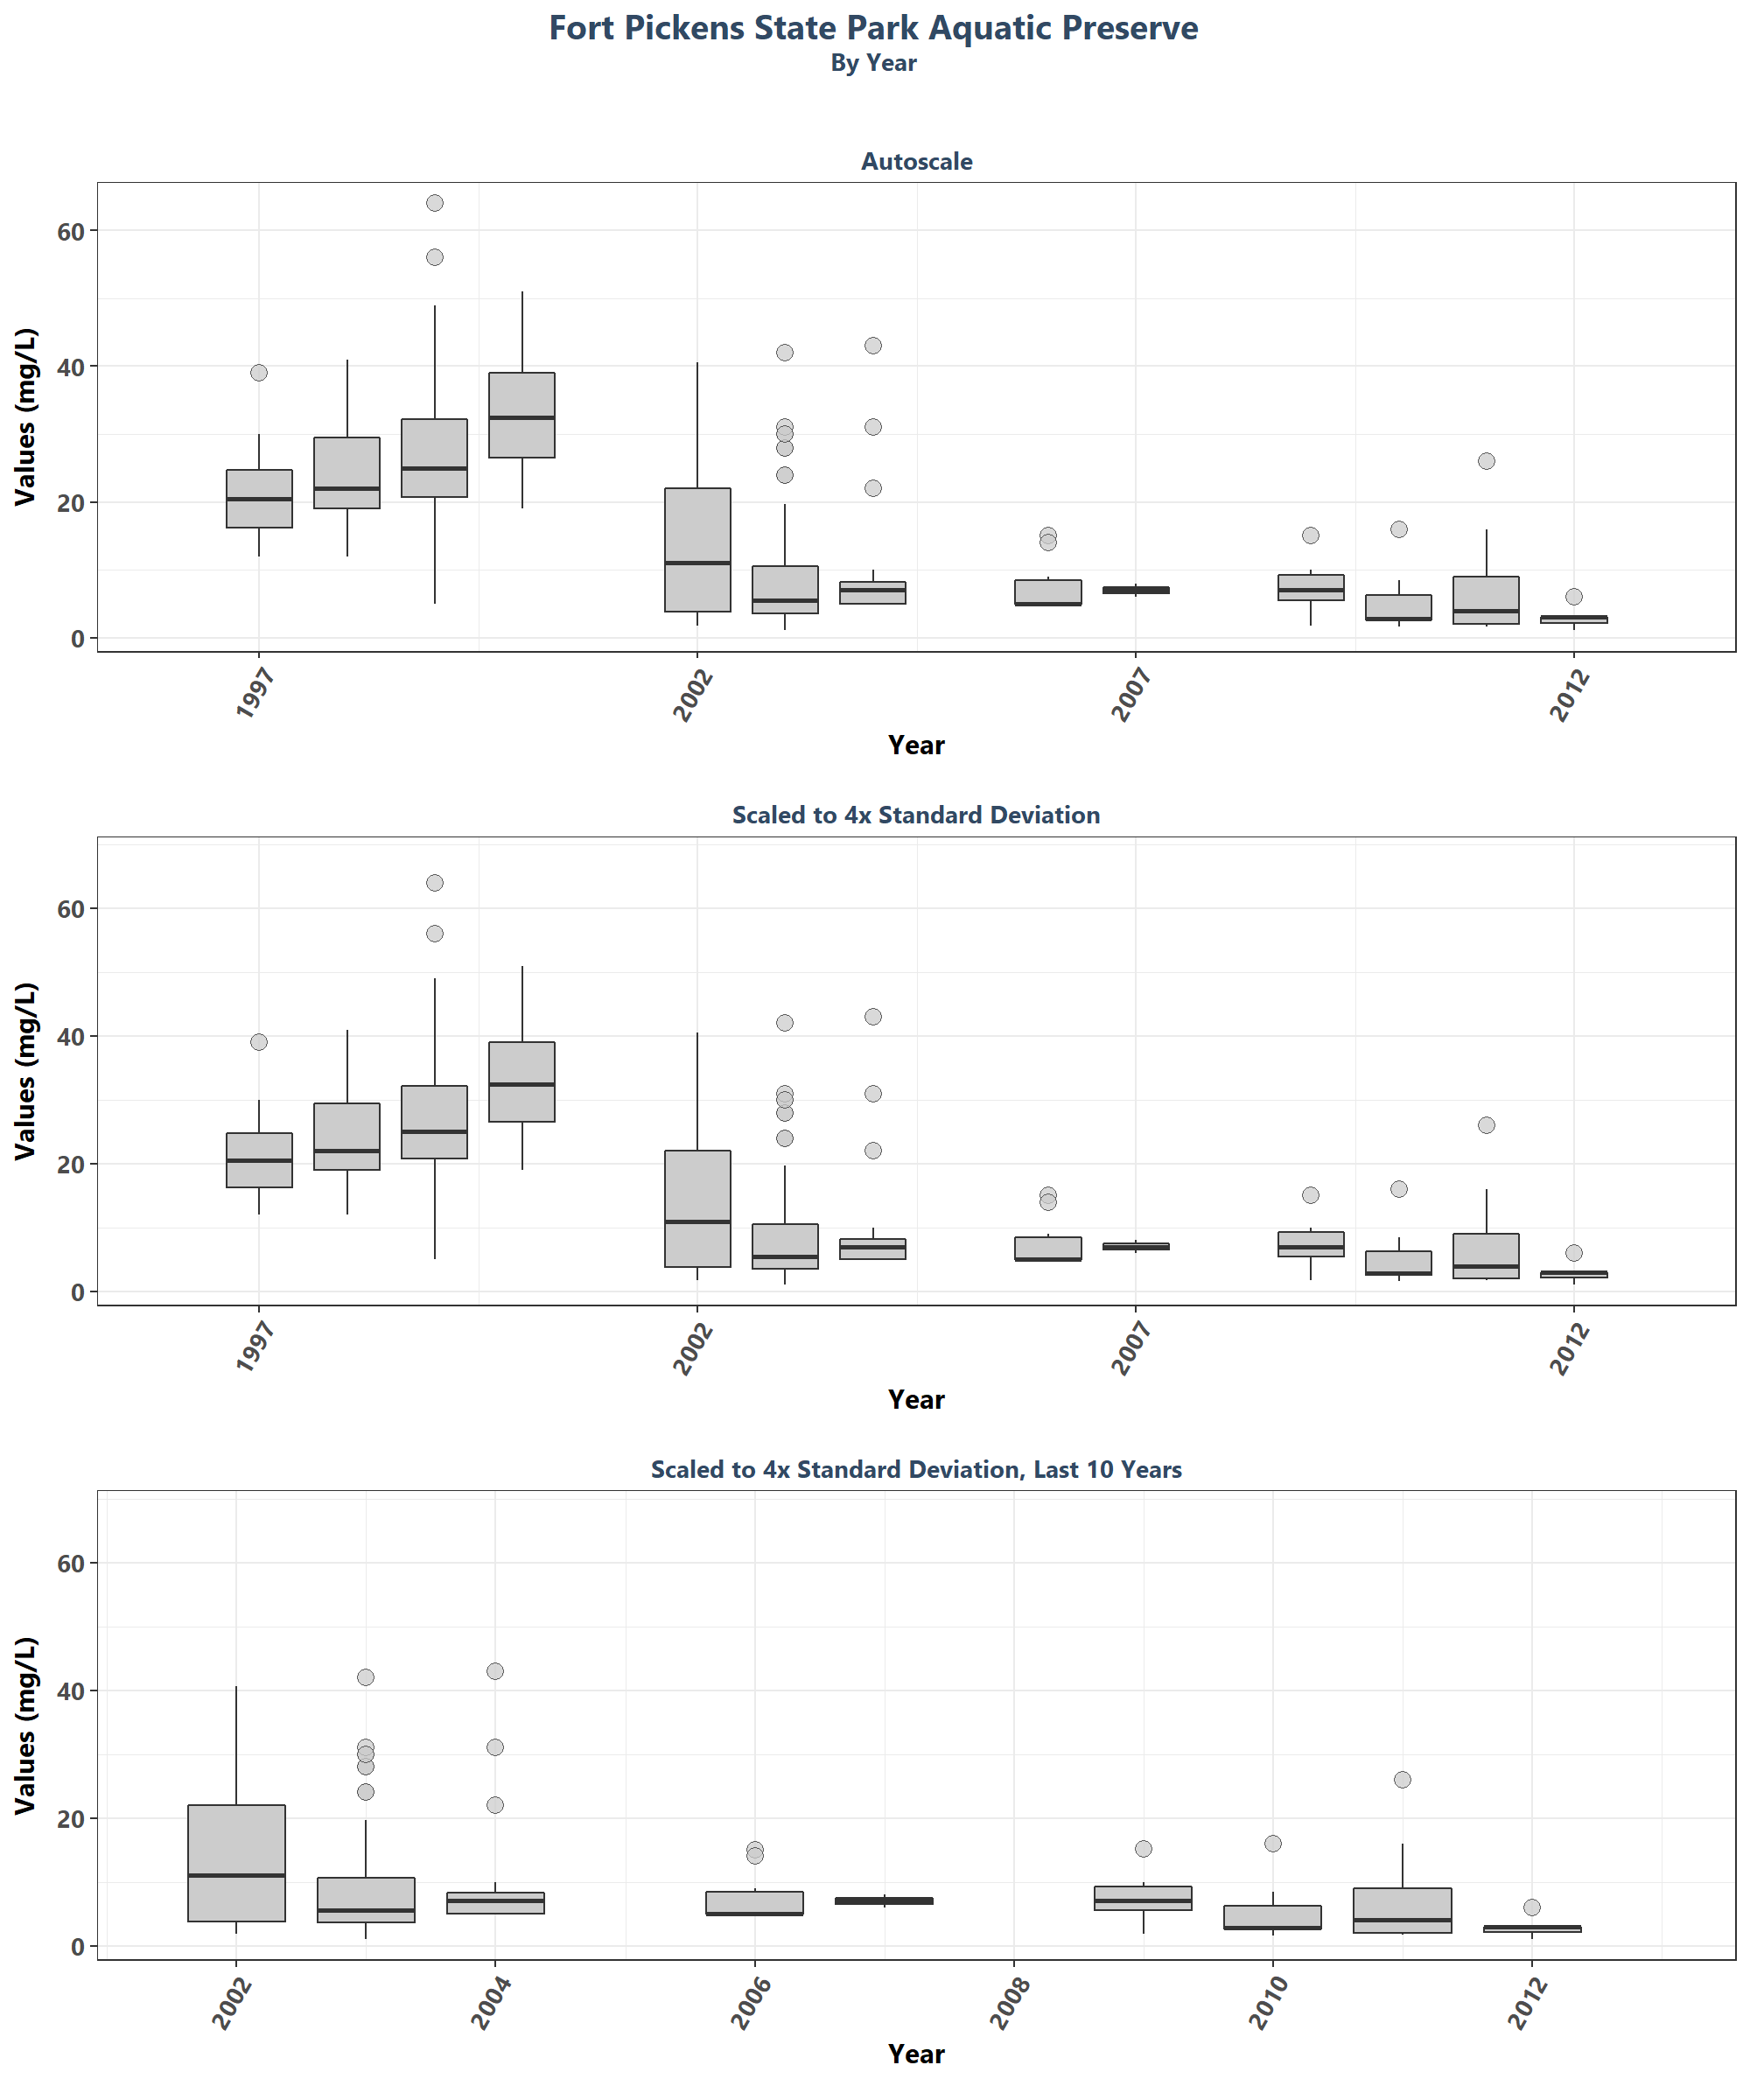 Fort Pickens State Park Aquatic Preserve
By Year
Autoscale
Values (mg/L)
60
40
20
0
1997 2002 2007 2012
Year
Scaled to 4x Standard Deviation
Values (mg/L)
60
40
20
0
1997 2002 2007 2012
Year
Scaled to 4x Standard Deviation, Last 10 Years
Values (mg/L)
60
40
20
0
2002 2004 2006 2008 2010 2012
Year